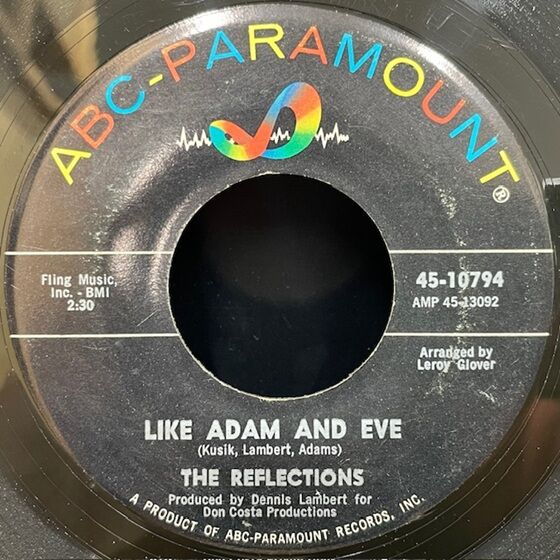 ABC-PARAMOUNT®
Fling Music,
Inc. - BMI
2:30
45-10794
AMP 45-13092
Arranged by
Leroy Glover
LIKE ADAM AND EVE
(Kusik, Lambert, Adams)
THE REFLECTIONS
Produced by Dennis Lambert for
Don Costa Productions
A PRODUCT OF ABC-PARAMOUNT RECORDS, INC.